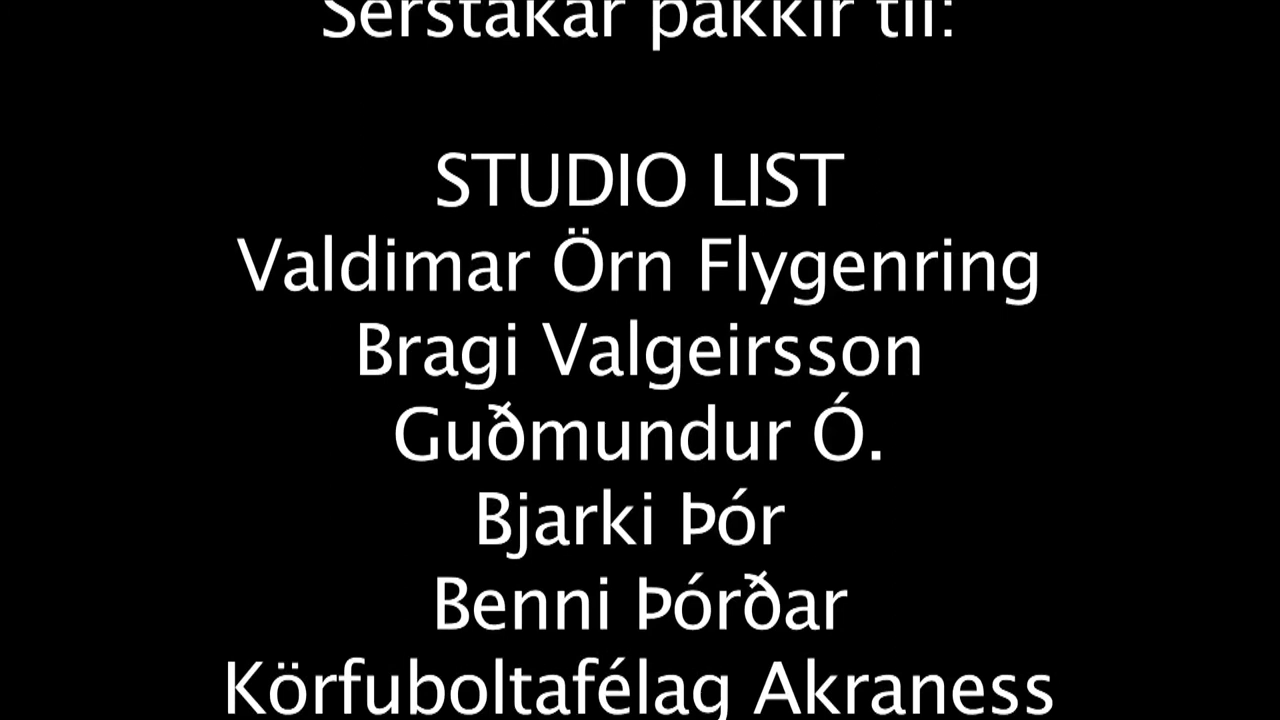 Sérstakar þakkir til:
STUDIO LIST
Valdimar Örn Flygenring
Bragi Valgeirsson
Guðmundur Ó.
Bjarki Þór
Benni Þórðar
Körfuboltafélag Akraness